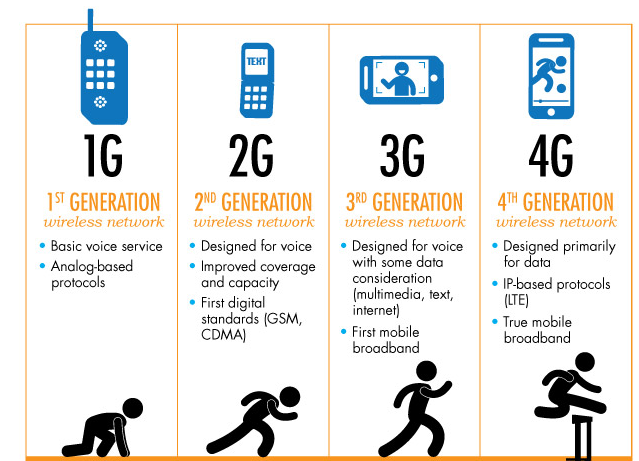 TEXT
1G
1ST GENERATION
wireless network
• Basic voice service
• Analog-based
protocols
2G
2ND GENERATION
wireless network
• Designed for voice
• Improved coverage
and capacity
• First digital
standards (GSM,
CDMA)
3G
3RD GENERATION
wireless network
• Designed for voice
with some data
consideration
(multimedia, text,
internet)
• First mobile
broadband
4G
4TH GENERATION
wireless network
• Designed primarily
for data
• IP-based protocols
(LTE)
• True mobile
broadband